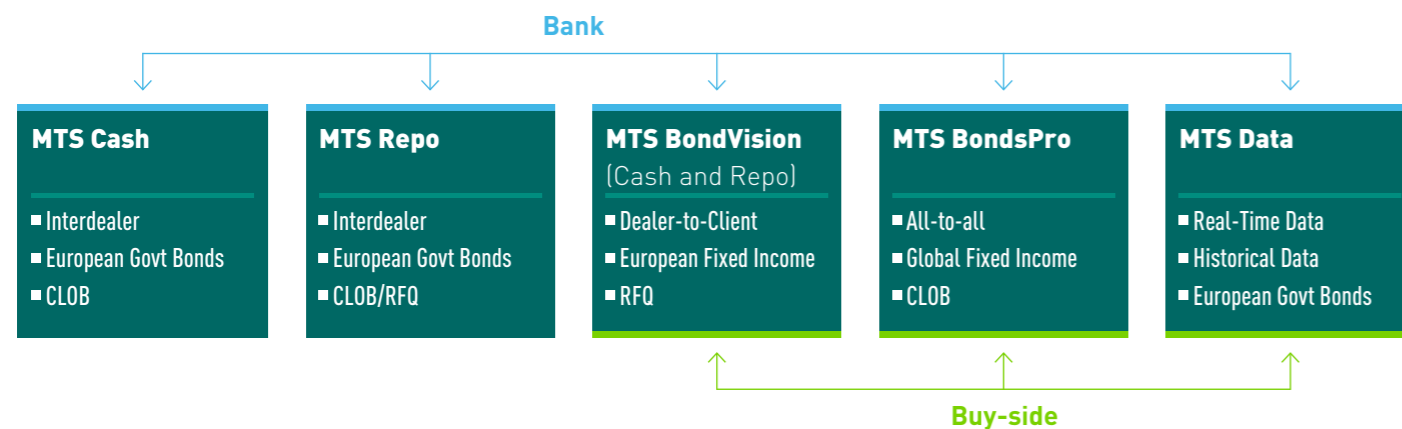 Bank
MTS Cash
Interdealer
European Govt Bonds
CLOB
MTS Repo
Interdealer
European Govt Bonds
CLOB/RFQ
MTS BondVision
(Cash and Repo)
Dealer-to-Client
European Fixed Income
RFQ
MTS BondsPro
All-to-all
Global Fixed Income
CLOB
MTS Data
Real-Time Data
Historical Data
European Govt Bonds
Buy-side